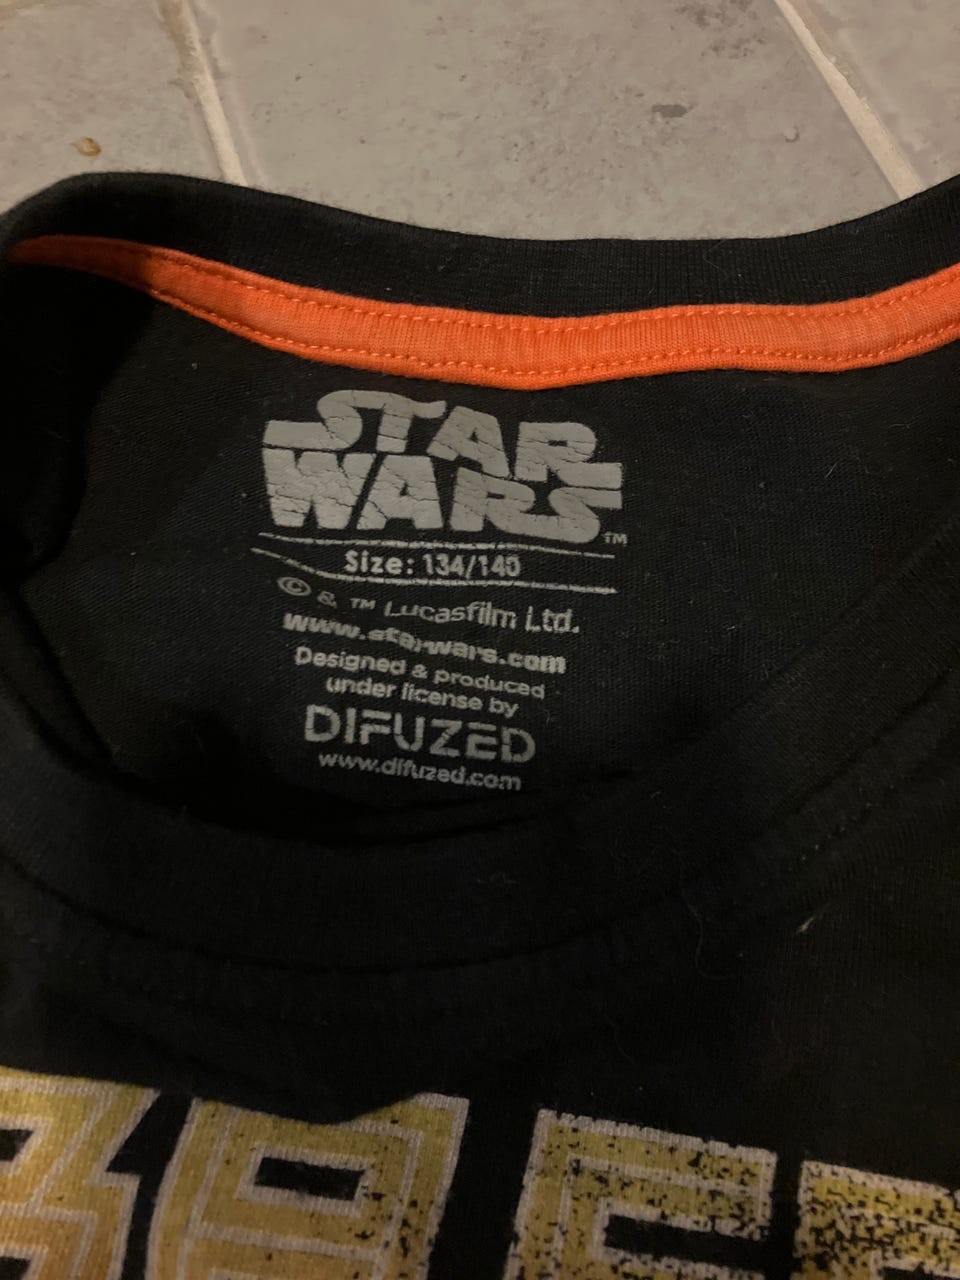 STAR
WARS
TM
Size: 134/140
© & ™ Lucasfilm Ltd.
www.starwars.com
Designed & produced
under license by
DIFUZED
www.difuzed.com